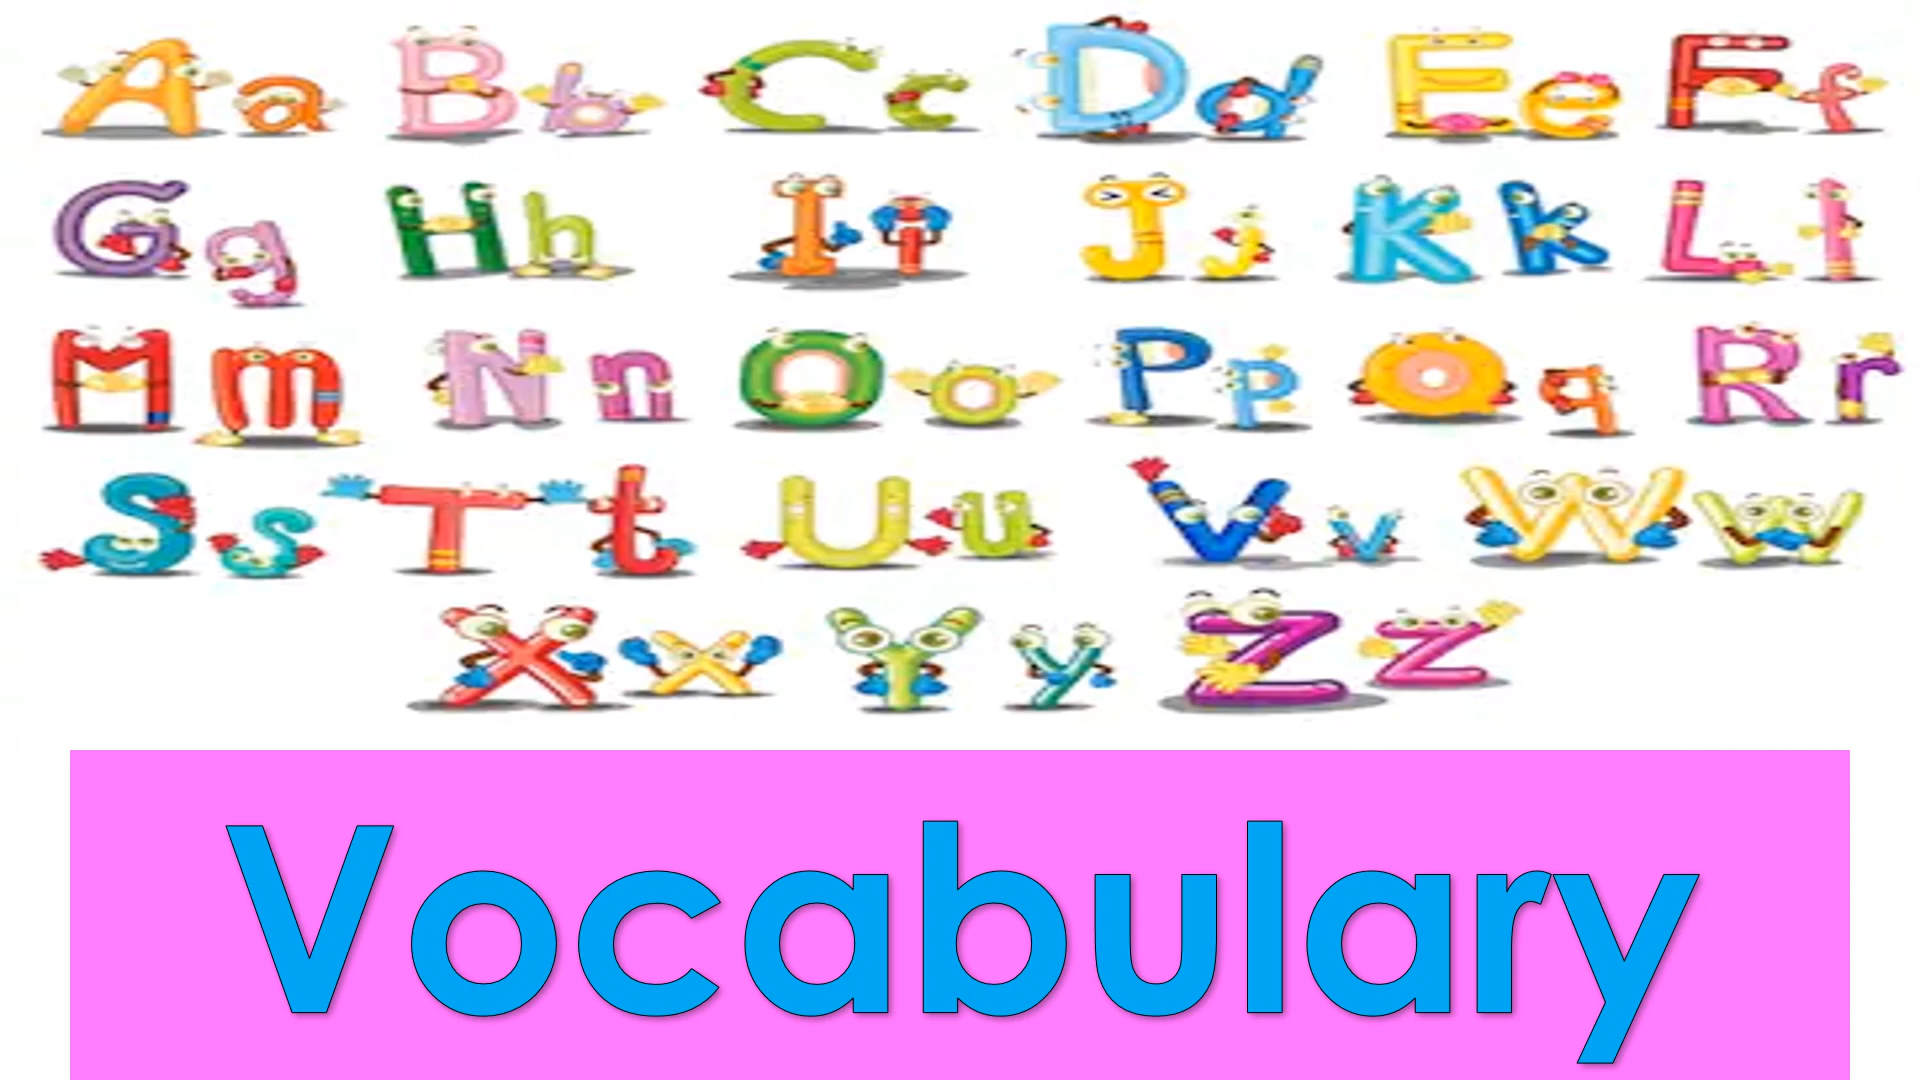 Aa Bb Cc Dd Ee Ff
Gg Hh Ii Jj Kk Ll
Mm Nn Oo Pp Qq Rr
Ss Tt Uu Vv Ww
Xx Yy Zz
Vocabulary